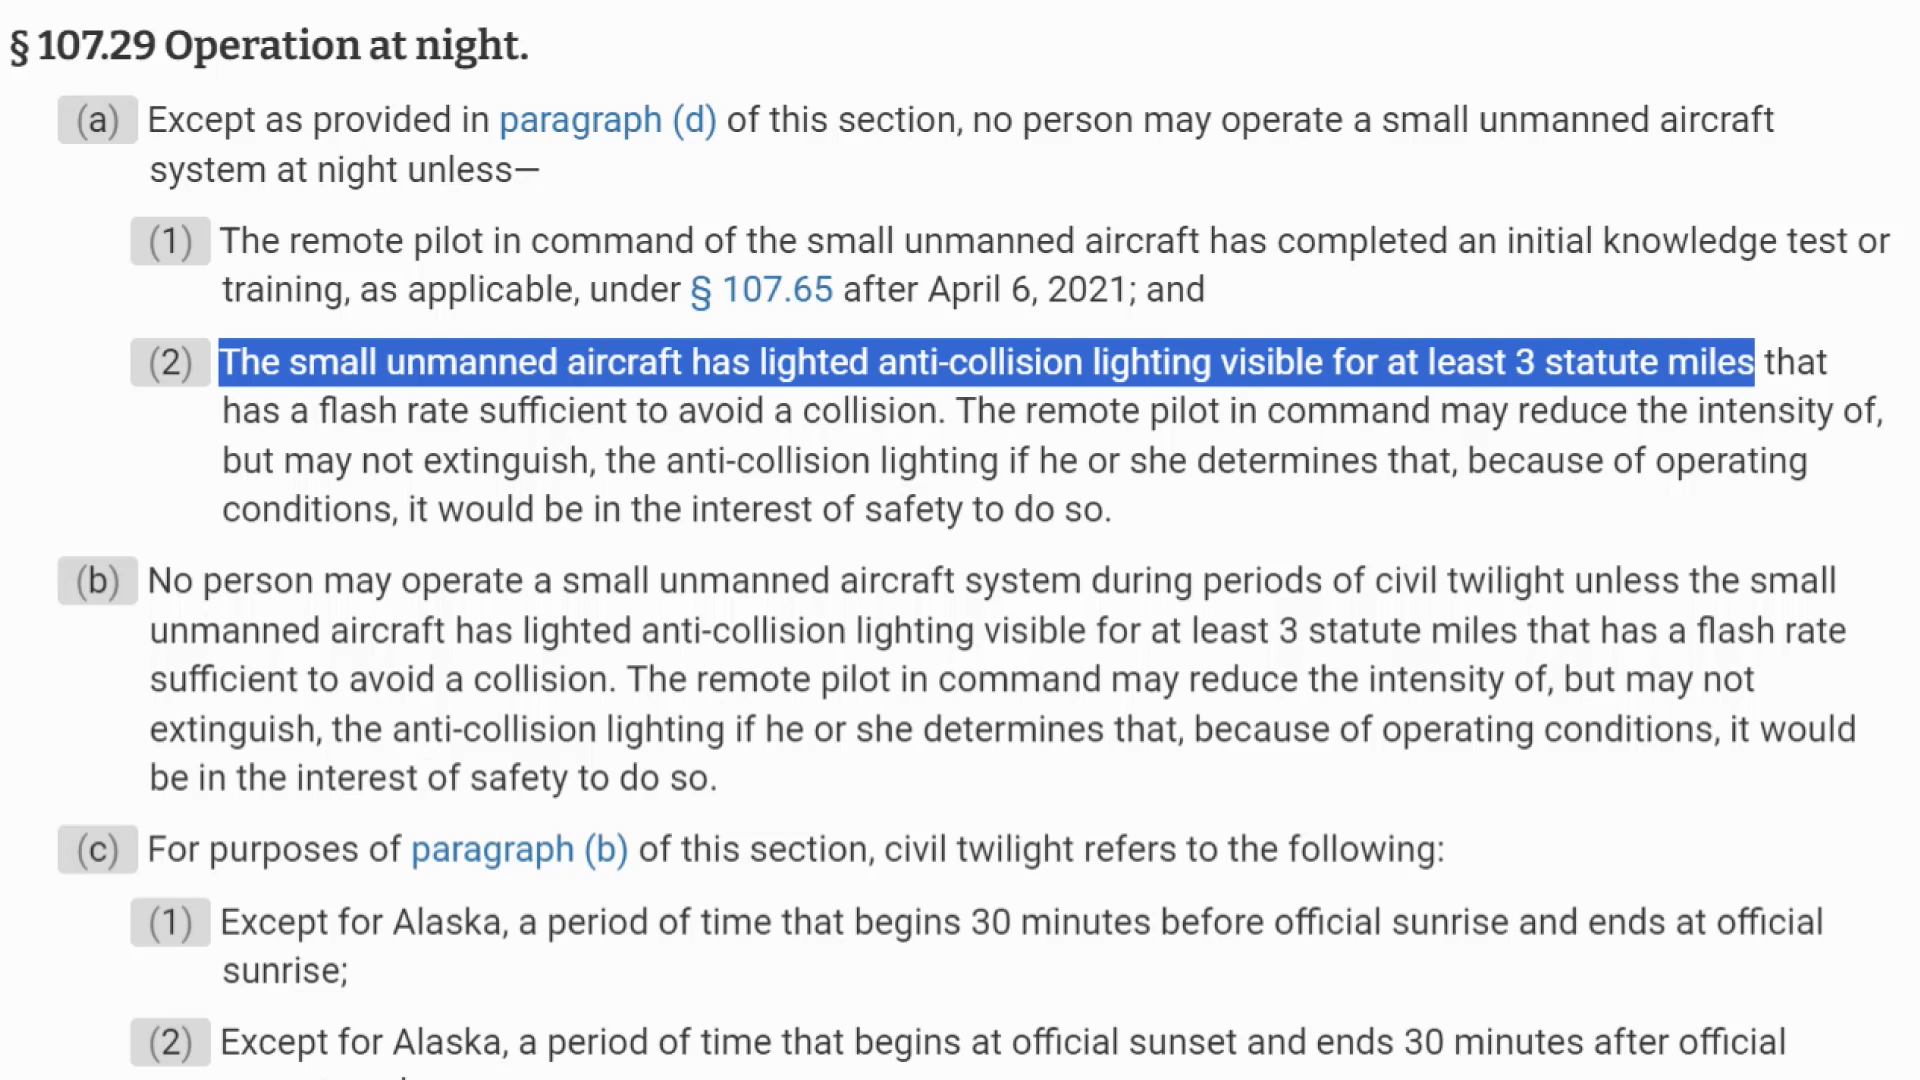 § 107.29 Operation at night.
(a) Except as provided in paragraph (d) of this section, no person may operate a small unmanned aircraft
system at night unless—
(1) The remote pilot in command of the small unmanned aircraft has completed an initial knowledge test or
training, as applicable, under § 107.65 after April 6, 2021; and
(2) The small unmanned aircraft has lighted anti-collision lighting visible for at least 3 statute miles that
has a flash rate sufficient to avoid a collision. The remote pilot in command may reduce the intensity of,
but may not extinguish, the anti-collision lighting if he or she determines that, because of operating
conditions, it would be in the interest of safety to do so.
(b) No person may operate a small unmanned aircraft system during periods of civil twilight unless the small
unmanned aircraft has lighted anti-collision lighting visible for at least 3 statute miles that has a flash rate
sufficient to avoid a collision. The remote pilot in command may reduce the intensity of, but may not
extinguish, the anti-collision lighting if he or she determines that, because of operating conditions, it would
be in the interest of safety to do so.
(c) For purposes of paragraph (b) of this section, civil twilight refers to the following:
(1) Except for Alaska, a period of time that begins 30 minutes before official sunrise and ends at official
sunrise;
(2) Except for Alaska, a period of time that begins at official sunset and ends 30 minutes after official